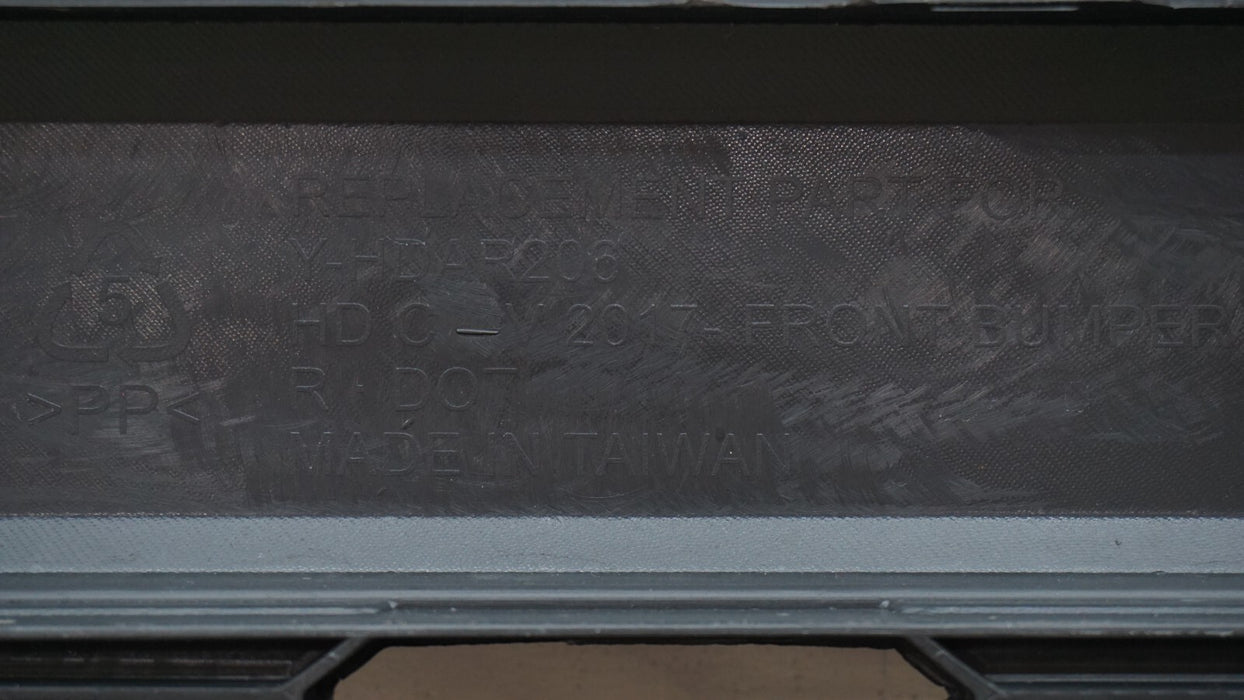 REPLACEMENT PART FOR
Y-HDAR206
HD C Y 2017- FRONT BUMPER
R DOT
MADE IN TAIWAN
5
>PP<